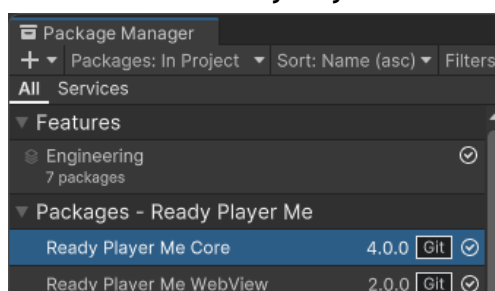 Package Manager
+ Packages: In Project Sort: Name (asc) Filters
All Services
Features
Engineering
7 packages
Packages - Ready Player Me
Ready Player Me Core 4.0.0 Git
Ready Player Me WebView 2.0.0 Git